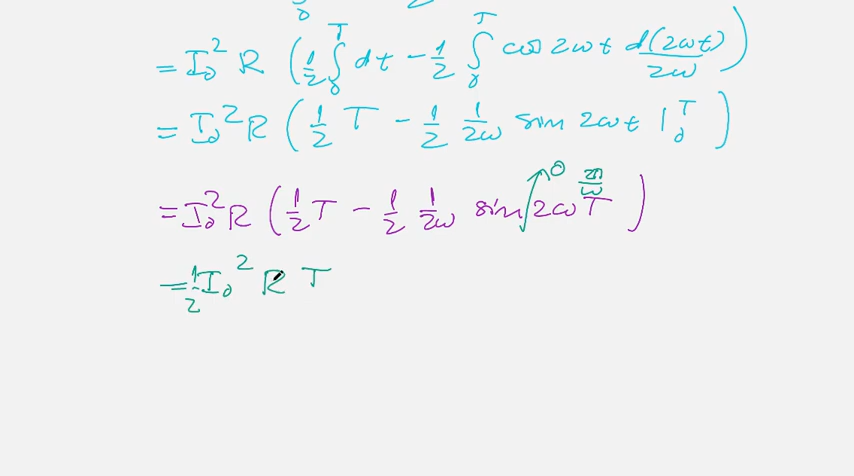 = I₀² R (½ ∫₀ᵀ dt − ½ ∫₀ᵀ cos 2ωt d(2ωt)/2ω)
= I₀² R (½ T − ½ 1/2ω sin 2ωt |₀ᵀ)
= I₀² R (½ T − ½ 1/2ω sin 2ωT) 0 2π/ω
= ½ I₀² R T